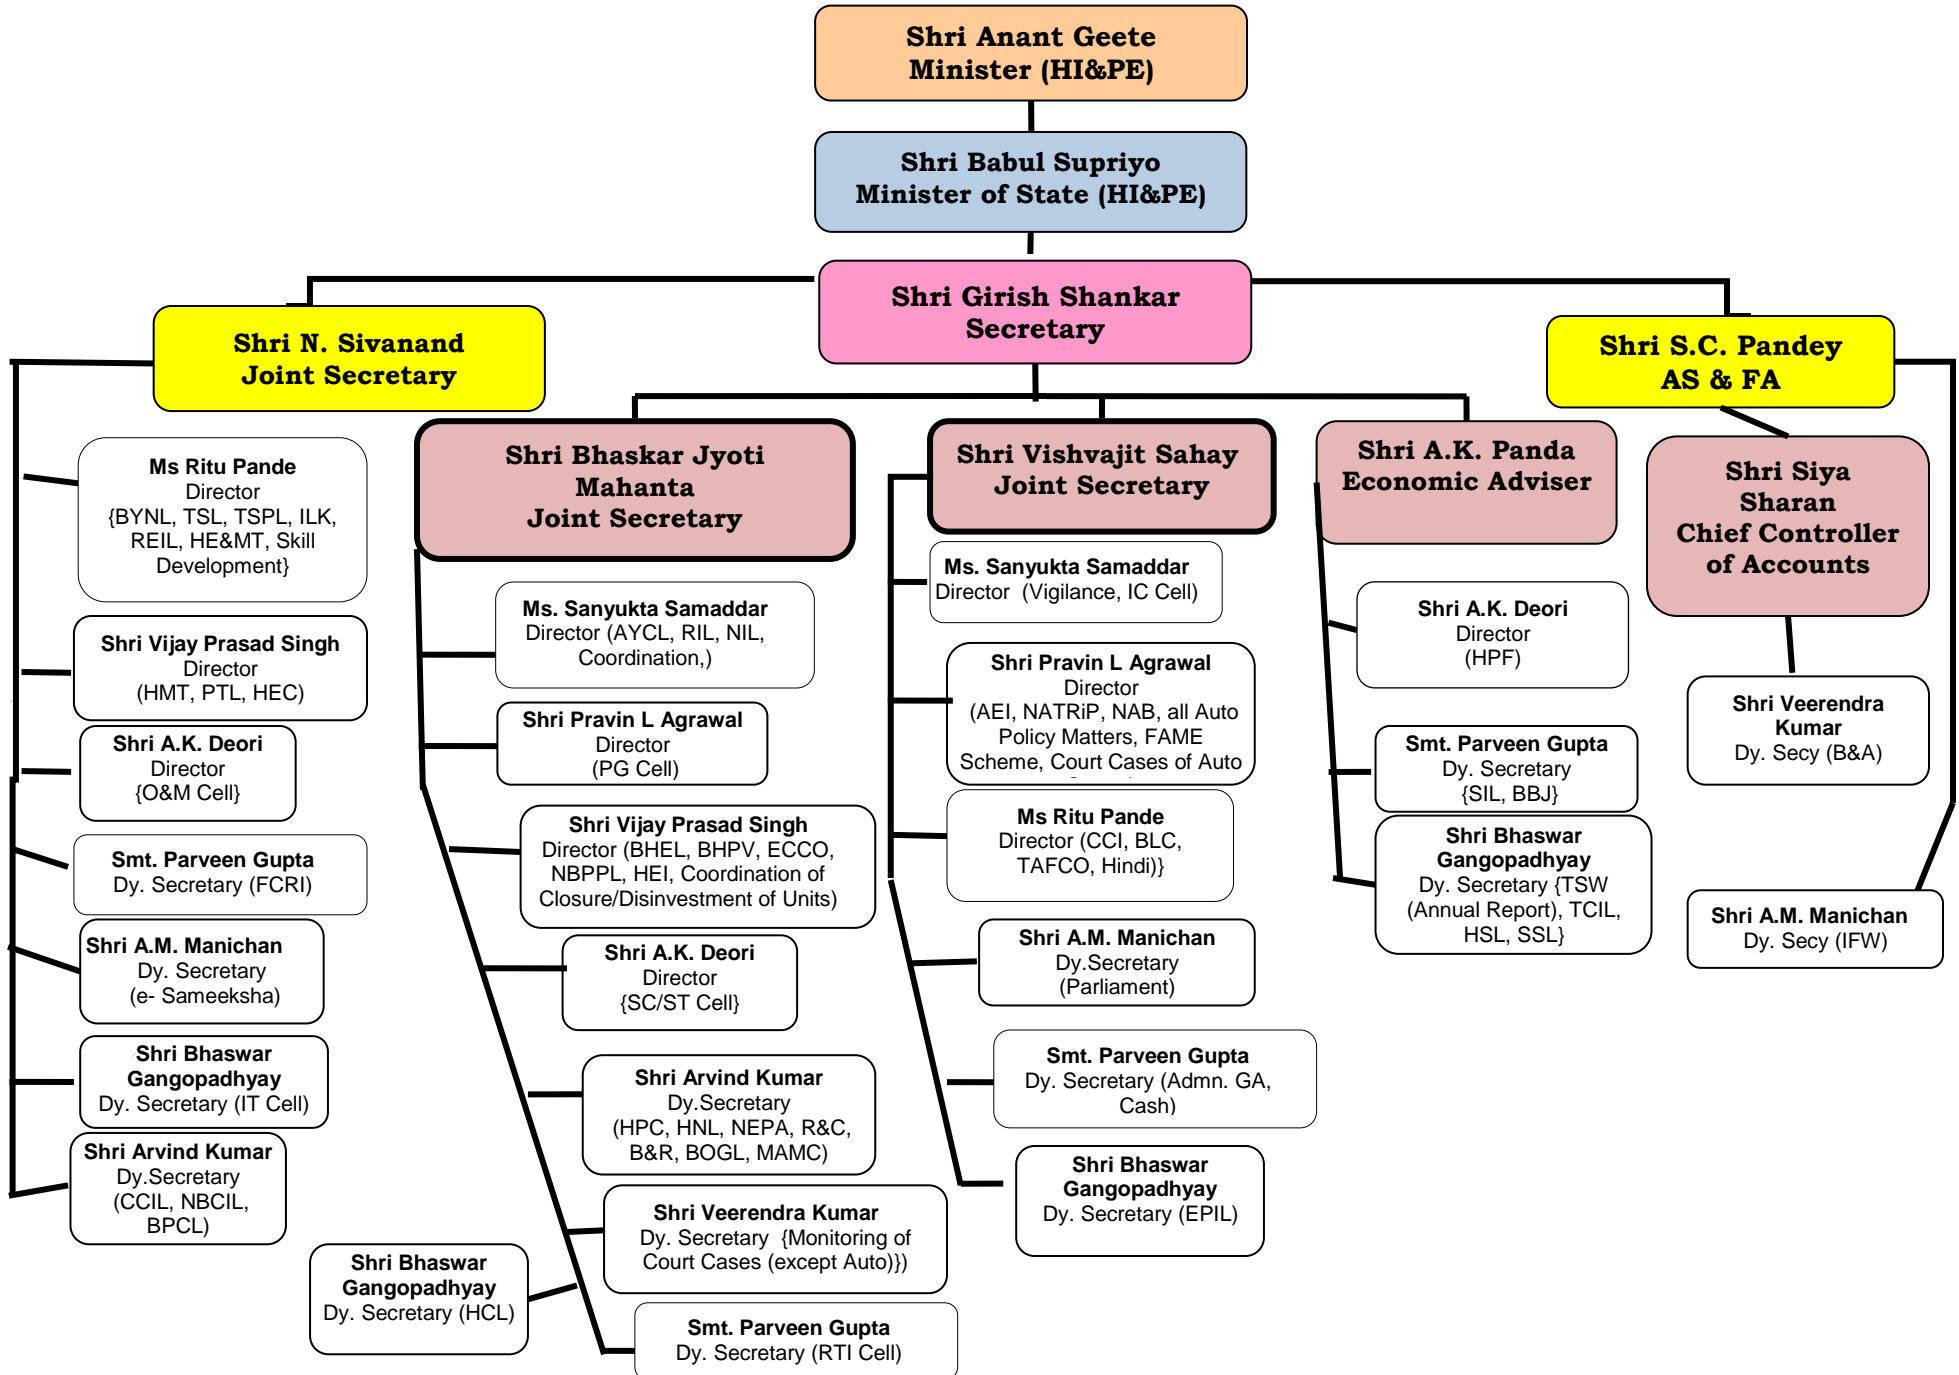 Shri Anant Geete
Minister (HI&PE)
Shri Babul Supriyo
Minister of State (HI&PE)
Shri Girish Shankar
Secretary
Shri N. Sivanand
Joint Secretary
Shri S.C. Pandey
AS & FA
Ms Ritu Pande
Director
{BYNL, TSL, TSPL, ILK,
REIL, HE&MT, Skill
Development}
Shri Vijay Prasad Singh
Director
(HMT, PTL, HEC)
Shri A.K. Deori
Director
{O&M Cell}
Smt. Parveen Gupta
Dy. Secretary (FCRI)
Shri A.M. Manichan
Dy. Secretary
(e- Sameeksha)
Shri Bhaswar
Gangopadhyay
Dy. Secretary (IT Cell)
Shri Arvind Kumar
Dy.Secretary
(CCIL, NBCIL,
BPCL)
Shri Bhaskar Jyoti
Mahanta
Joint Secretary
Ms. Sanyukta Samaddar
Director (AYCL, RIL, NIL,
Coordination,)
Shri Pravin L Agrawal
Director
(PG Cell)
Shri Vijay Prasad Singh
Director (BHEL, BHPV, ECCO,
NBPPL, HEI, Coordination of
Closure/Disinvestment of Units)
Shri A.K. Deori
Director
{SC/ST Cell}
Shri Arvind Kumar
Dy.Secretary
(HPC, HNL, NEPA, R&C,
B&R, BOGL, MAMC)
Shri Veerendra Kumar
Dy. Secretary {Monitoring of
Court Cases (except Auto)})
Shri Bhaswar
Gangopadhyay
Dy. Secretary (HCL)
Smt. Parveen Gupta
Dy. Secretary (RTI Cell)
Shri Vishvajit Sahay
Joint Secretary
Ms. Sanyukta Samaddar
Director (Vigilance, IC Cell)
Shri Pravin L Agrawal
Director
(AEI, NATRiP, NAB, all Auto
Policy Matters, FAME
Scheme, Court Cases of Auto
Ms Ritu Pande
Director (CCI, BLC,
TAFCO, Hindi)}
Shri A.M. Manichan
Dy.Secretary
(Parliament)
Smt. Parveen Gupta
Dy. Secretary (Admn. GA,
Cash)
Shri Bhaswar
Gangopadhyay
Dy. Secretary (EPIL)
Shri A.K. Panda
Economic Adviser
Shri A.K. Deori
Director
(HPF)
Smt. Parveen Gupta
Dy. Secretary
{SIL, BBJ}
Shri Bhaswar
Gangopadhyay
Dy. Secretary {TSW
(Annual Report), TCIL,
HSL, SSL}
Shri Siya
Sharan
Chief Controller
of Accounts
Shri Veerendra
Kumar
Dy. Secy (B&A)
Shri A.M. Manichan
Dy. Secy (IFW)